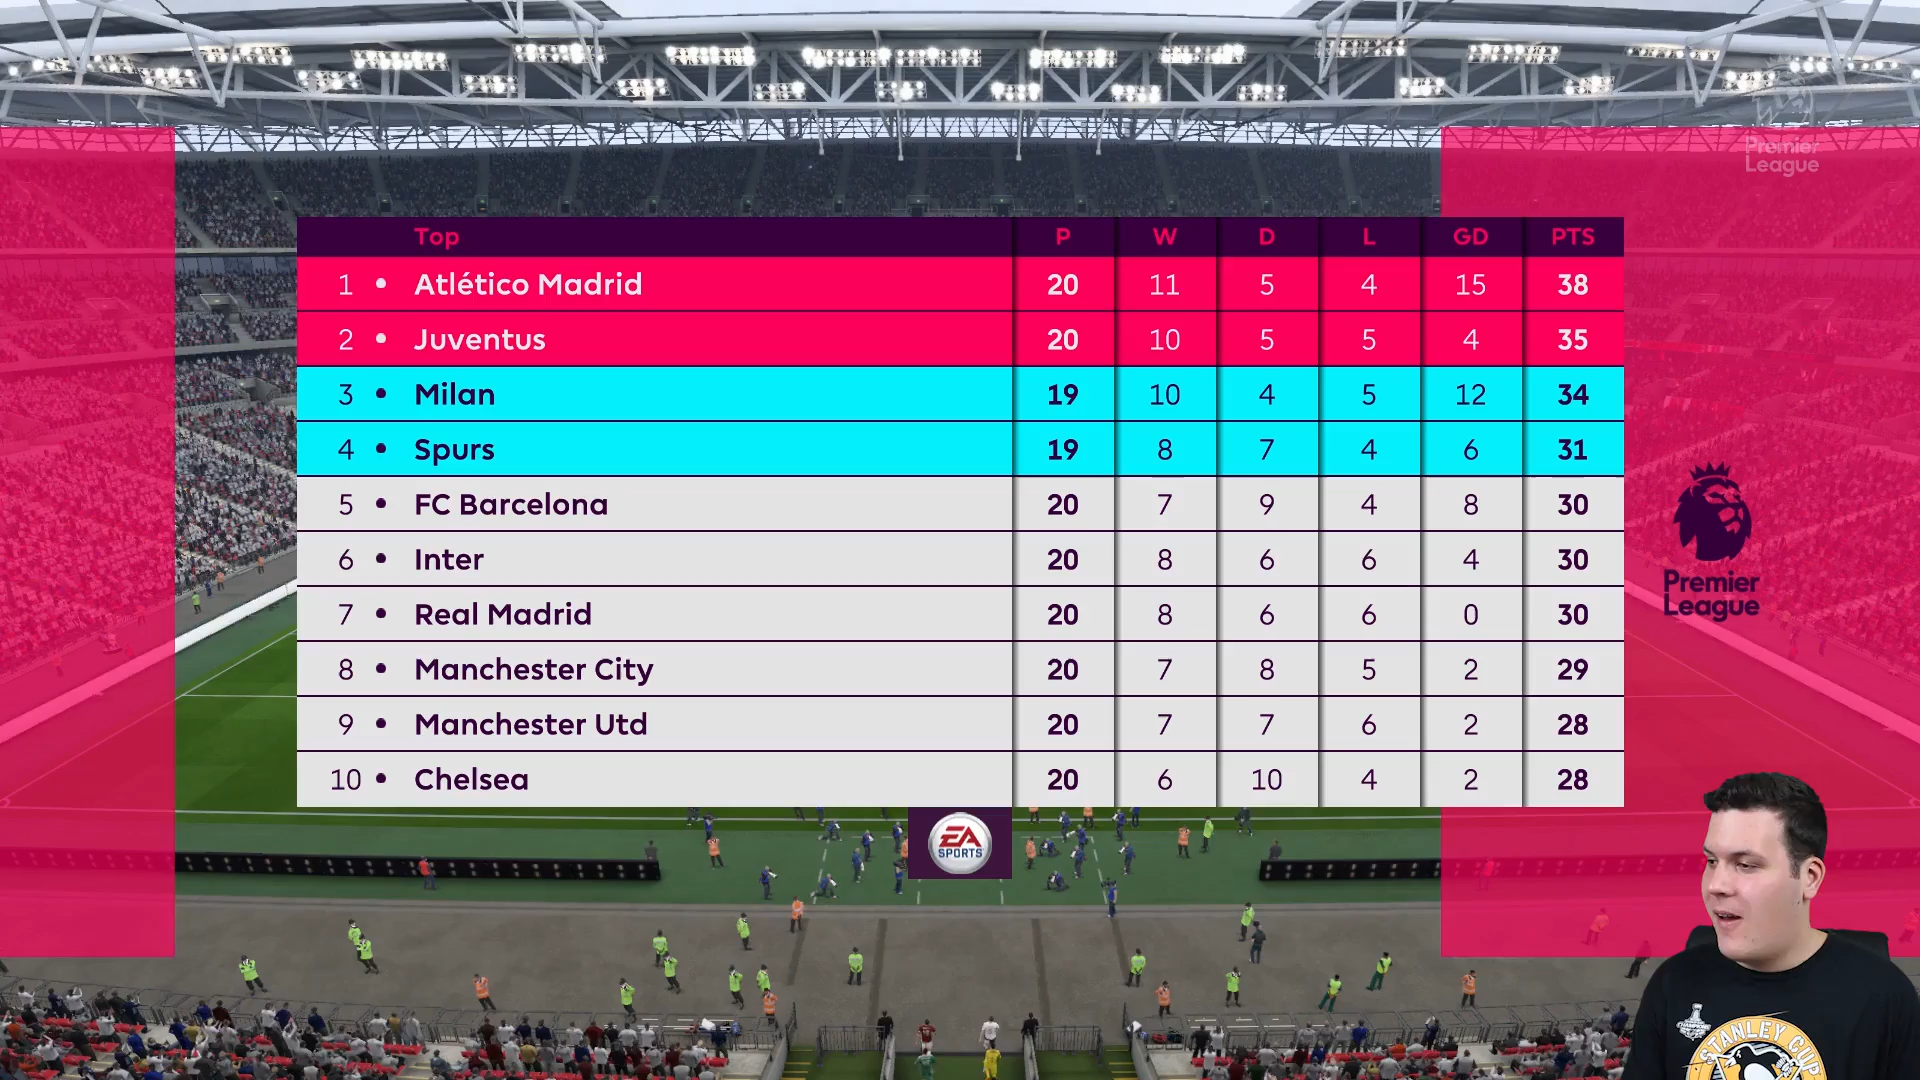 Premier
League
Top P W D L GD PTS
1 • Atlético Madrid 20 11 5 4 15 38
2 • Juventus 20 10 5 5 4 35
3 • Milan 19 10 4 5 12 34
4 • Spurs 19 8 7 4 6 31
5 • FC Barcelona 20 7 9 4 8 30
6 • Inter 20 8 6 6 4 30
7 • Real Madrid 20 8 6 6 0 30
8 • Manchester City 20 7 8 5 2 29
9 • Manchester Utd 20 7 7 6 2 28
10 • Chelsea 20 6 10 4 2 28
Premier
League
EA
SPORTS
CHAMPIONS
STANLEY CUP